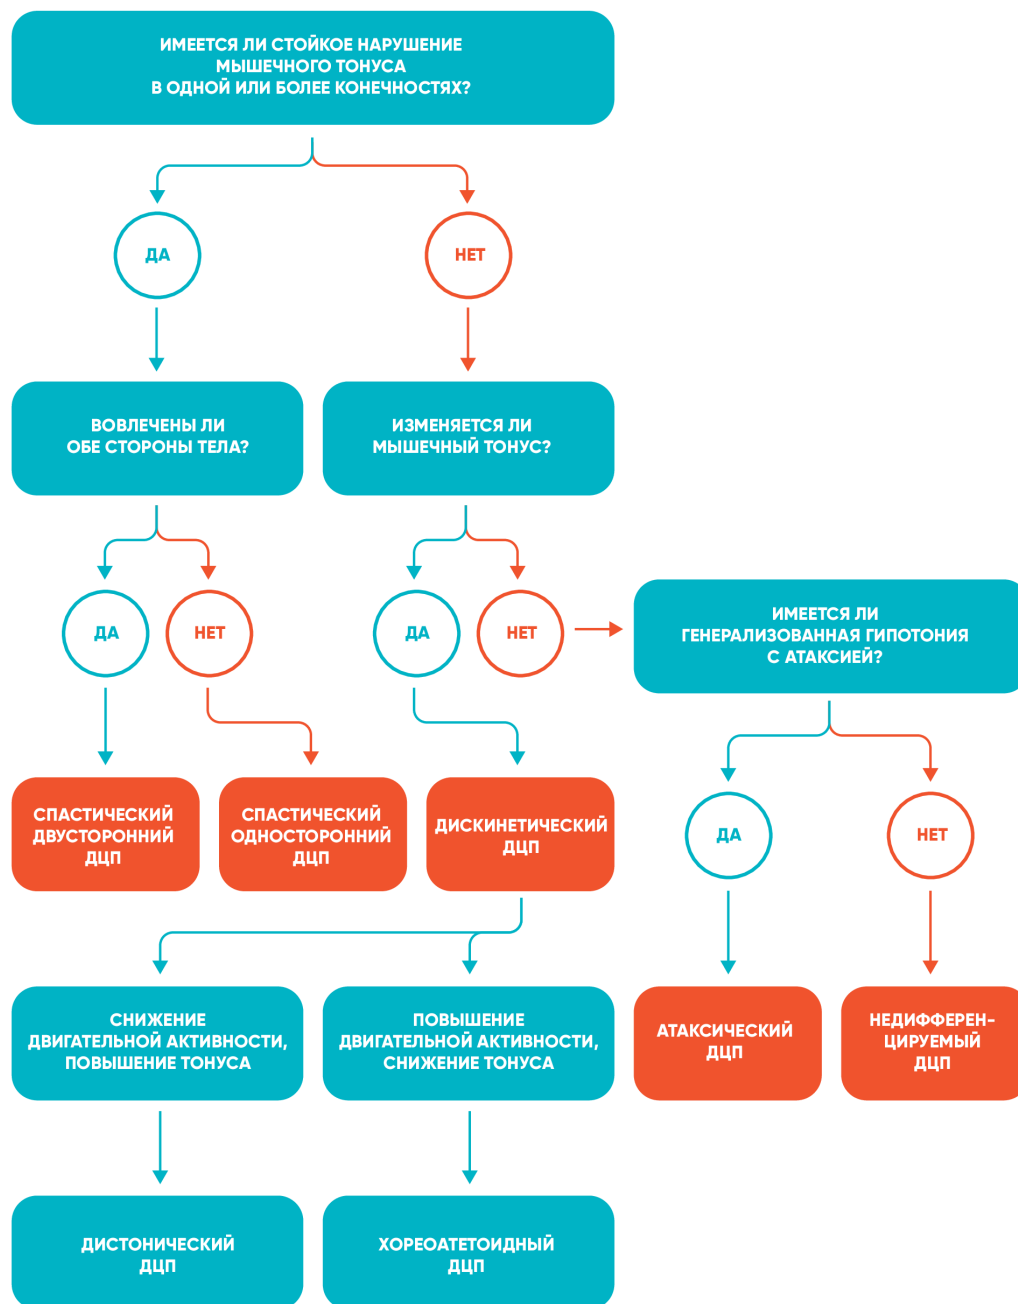 ИМЕЕТСЯ ЛИ СТОЙКОЕ НАРУШЕНИЕ
МЫШЕЧНОГО ТОНУСА
В ОДНОЙ ИЛИ БОЛЕЕ КОНЕЧНОСТЯХ?
ДА
НЕТ
ВОВЛЕЧЕНЫ ЛИ
ОБЕ СТОРОНЫ ТЕЛА?
ИЗМЕНЯЕТСЯ ЛИ
МЫШЕЧНЫЙ ТОНУС?
ДА
НЕТ
ДА
НЕТ
ИМЕЕТСЯ ЛИ
ГЕНЕРАЛИЗОВАННАЯ ГИПОТОНИЯ
С АТАКСИЕЙ?
СПАСТИЧЕСКИЙ
ДВУСТОРОННИЙ
ДЦП
СПАСТИЧЕСКИЙ
ОДНОСТОРОННИЙ
ДЦП
ДИСКИНЕТИЧЕСКИЙ
ДЦП
ДА
НЕТ
СНИЖЕНИЕ
ДВИГАТЕЛЬНОЙ АКТИВНОСТИ,
ПОВЫШЕНИЕ ТОНУСА
ПОВЫШЕНИЕ
ДВИГАТЕЛЬНОЙ АКТИВНОСТИ,
СНИЖЕНИЕ ТОНУСА
АТАКСИЧЕСКИЙ
ДЦП
НЕДИФФЕРЕН-
ЦИРУЕМЫЙ
ДЦП
ДИСТОНИЧЕСКИЙ
ДЦП
ХОРЕОАТЕТОИДНЫЙ
ДЦП